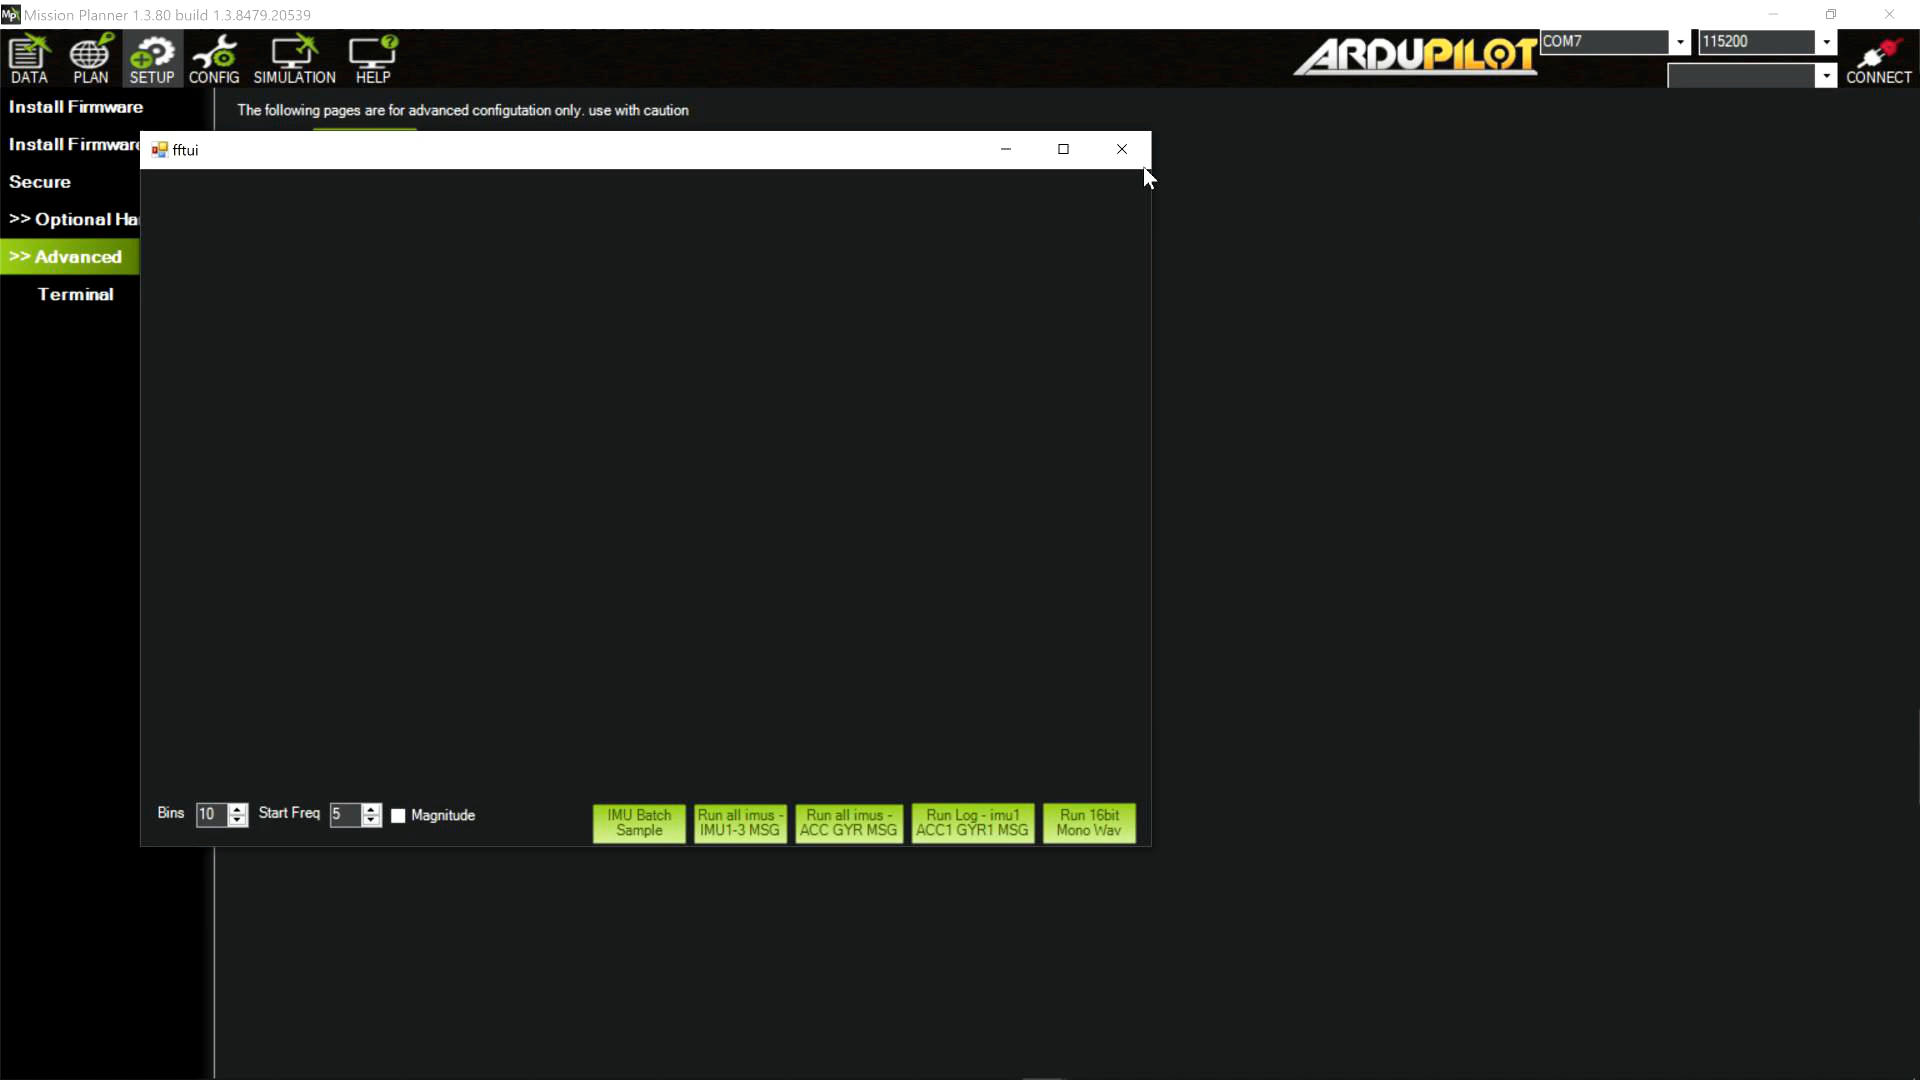 Mission Planner 1.3.80 build 1.3.8479.20539
DATA
PLAN
SETUP
CONFIG
SIMULATION
HELP
ARDUPILOT
COM7
115200
CONNECT
Install Firmware
Install Firmware
Secure
>> Optional Ha
>> Advanced
Terminal
The following pages are for advanced configutation only. use with caution
fftui
Bins
10
Start Freq
5
Magnitude
IMU Batch
Sample
Run all imus -
IMU1-3 MSG
Run all imus -
ACC GYR MSG
Run Log - imu1
ACC1 GYR1 MSG
Run 16bit
Mono Wav